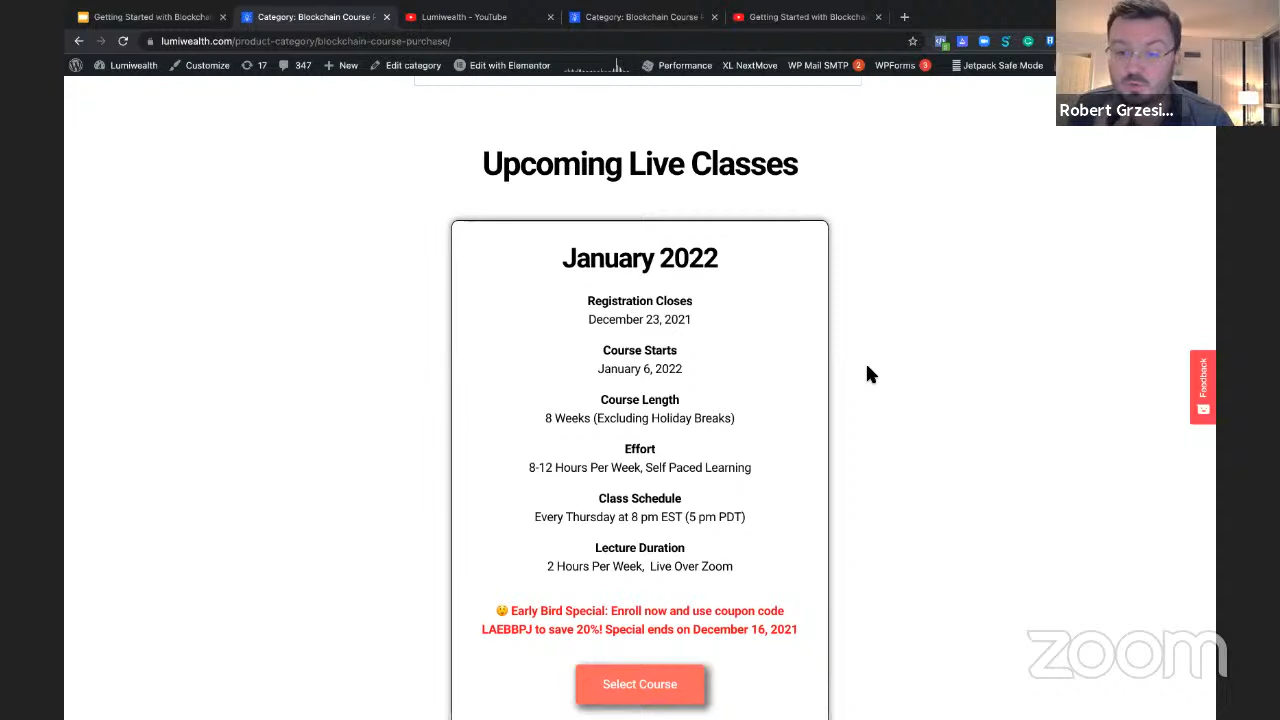 Getting Started with Blockchain
Category: Blockchain Course
Lumiwealth - YouTube
Category: Blockchain Course
Getting Started with Blockcha
lumiwealth.com/product-category/blockchain-course-purchase/
Lumiwealth
Customize
17
347
New
Edit category
Edit with Elementor
Performance
XL NextMove
WP Mail SMTP 2
WPForms 3
Jetpack Safe Mode
Robert Grzesi...
Upcoming Live Classes
January 2022
Registration Closes
December 23, 2021
Course Starts
January 6, 2022
Course Length
8 Weeks (Excluding Holiday Breaks)
Effort
8-12 Hours Per Week, Self Paced Learning
Class Schedule
Every Thursday at 8 pm EST (5 pm PDT)
Lecture Duration
2 Hours Per Week, Live Over Zoom
😲 Early Bird Special: Enroll now and use coupon code
LAEBBPJ to save 20%! Special ends on December 16, 2021
Select Course
Feedback
zoom